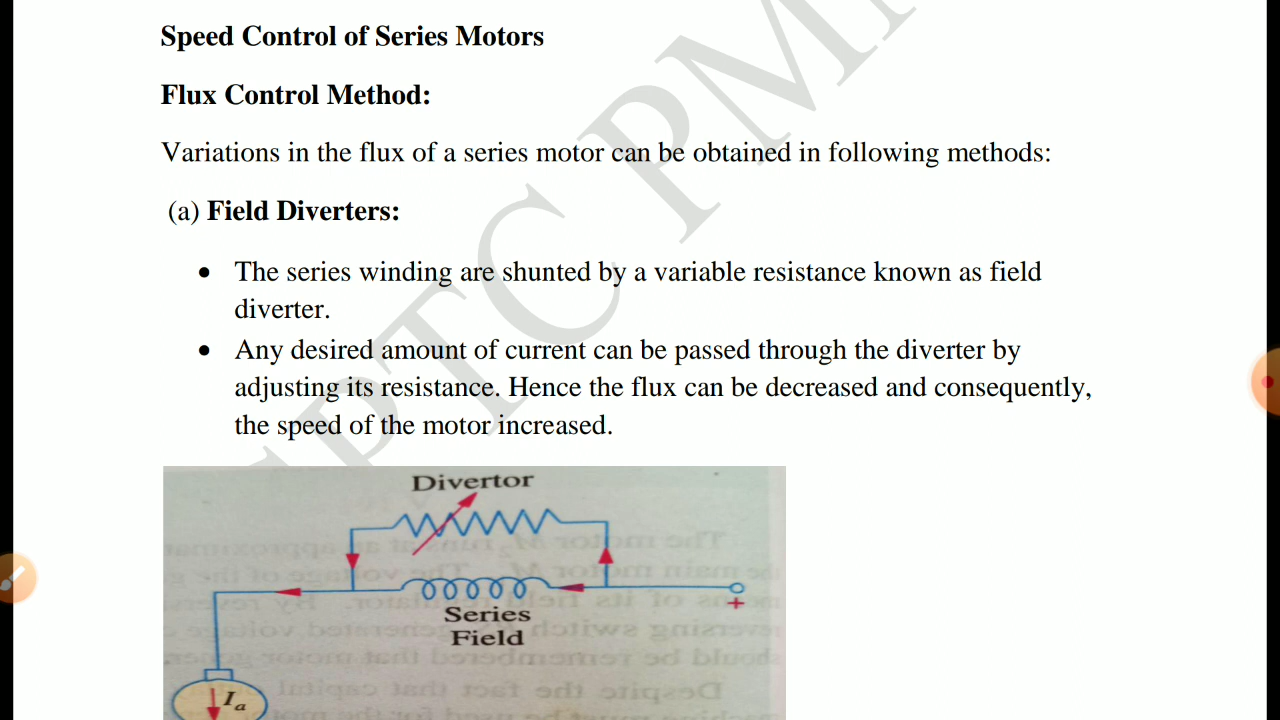 Speed Control of Series Motors
Flux Control Method:
Variations in the flux of a series motor can be obtained in following methods:
(a) Field Diverters:
• The series winding are shunted by a variable resistance known as field
diverter.
• Any desired amount of current can be passed through the diverter by
adjusting its resistance. Hence the flux can be decreased and consequently,
the speed of the motor increased.
Divertor
Series
Field
+
Ia